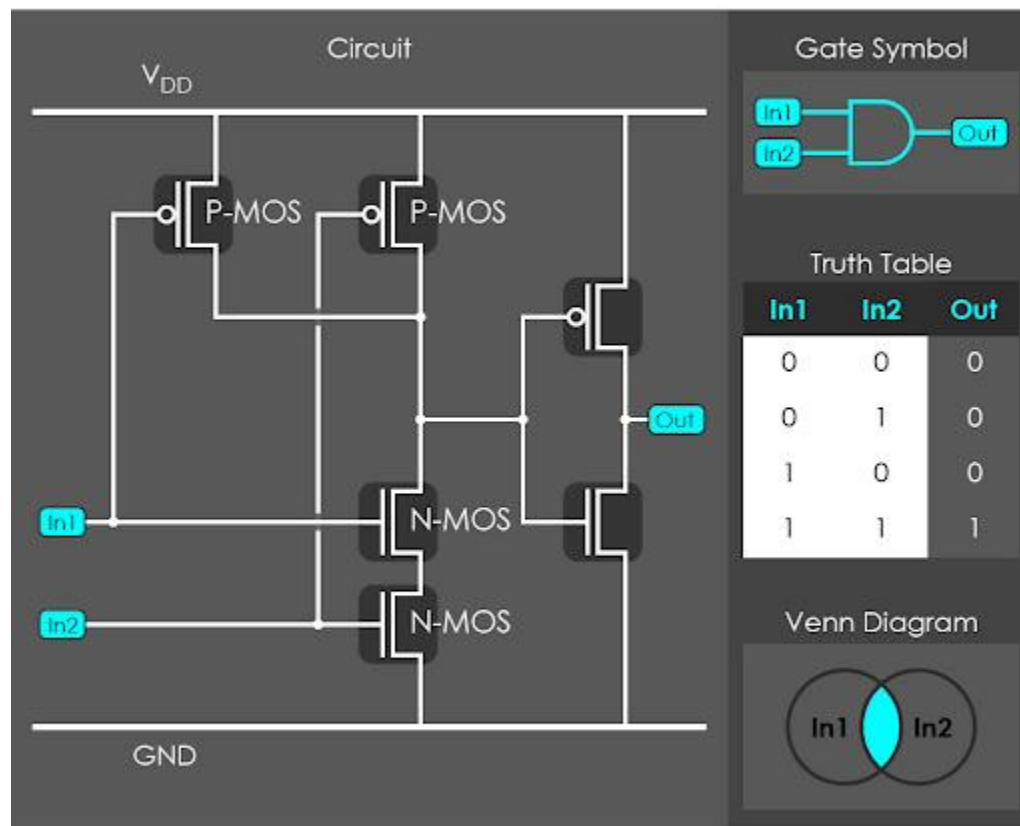 Circuit
V_DD
P-MOS
P-MOS
Out
In1
N-MOS
In2
N-MOS
GND
Gate Symbol
In1
In2
Out
Truth Table
In1 In2 Out
0 0 0
0 1 0
1 0 0
1 1 1
Venn Diagram
In1 In2